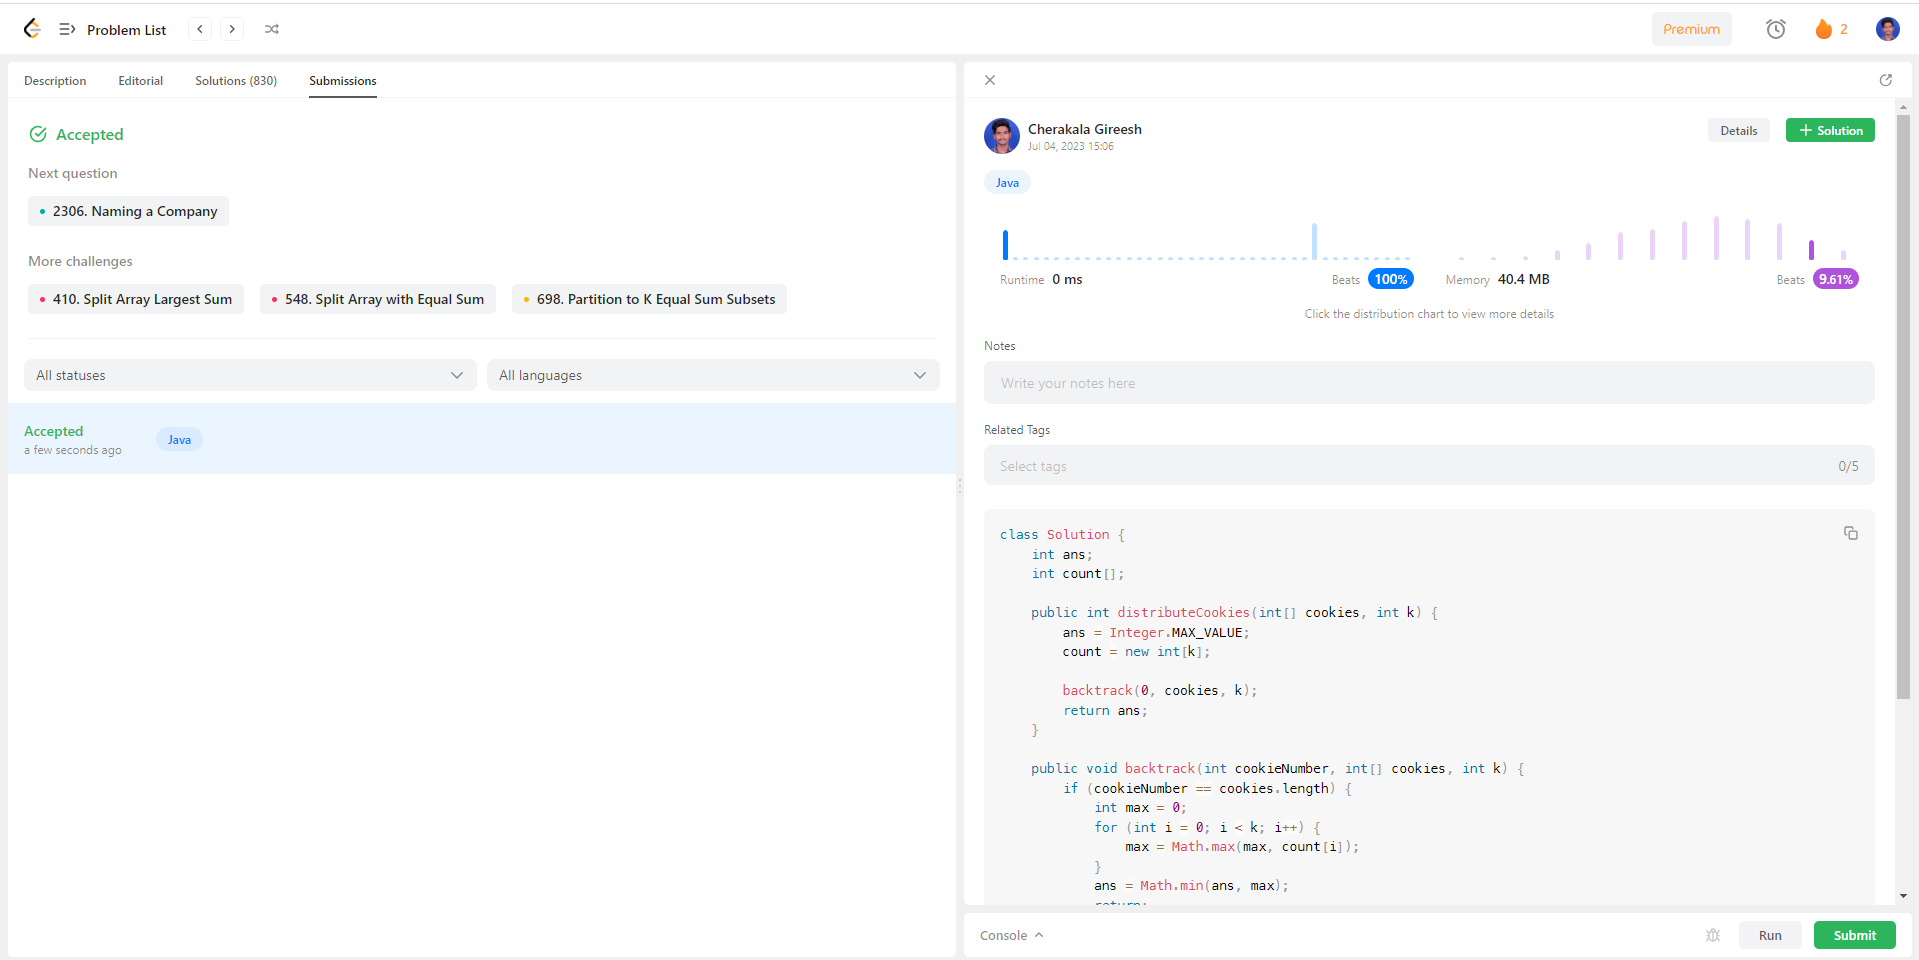 Problem List
Premium
2
Description Editorial Solutions (830) Submissions
Accepted
Next question
2306. Naming a Company
More challenges
410. Split Array Largest Sum 548. Split Array with Equal Sum 698. Partition to K Equal Sum Subsets
All statuses All languages
Accepted
a few seconds ago
Java
Cherakala Gireesh
Jul 04, 2023 15:06
Details + Solution
Java
Runtime 0 ms Beats 100% Memory 40.4 MB Beats 9.61%
Click the distribution chart to view more details
Notes
Write your notes here
Related Tags
Select tags 0/5
class Solution {
    int ans;
    int count[];
    public int distributeCookies(int[] cookies, int k) {
        ans = Integer.MAX_VALUE;
        count = new int[k];
        backtrack(0, cookies, k);
        return ans;
    }
    public void backtrack(int cookieNumber, int[] cookies, int k) {
        if (cookieNumber == cookies.length) {
            int max = 0;
            for (int i = 0; i < k; i++) {
                max = Math.max(max, count[i]);
            }
            ans = Math.min(ans, max);
            return;
Console Run Submit